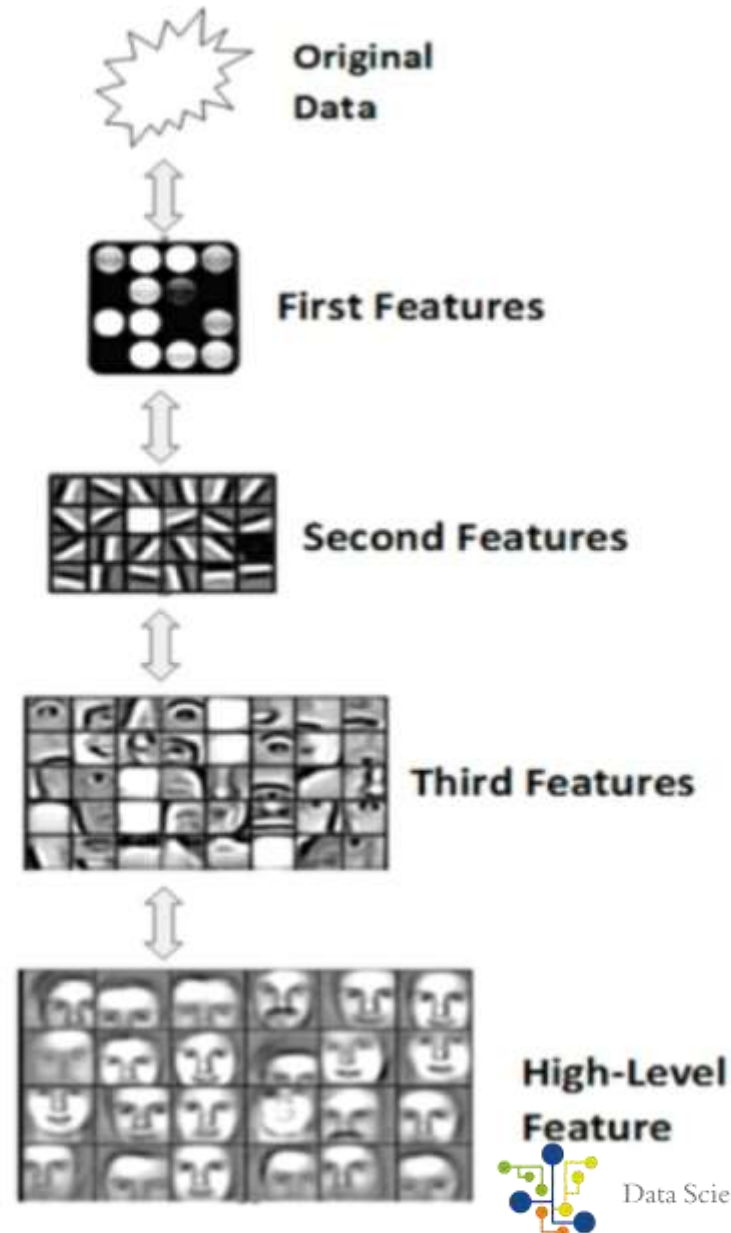 Original
Data
First Features
Second Features
Third Features
High-Level
Feature
Data Scie